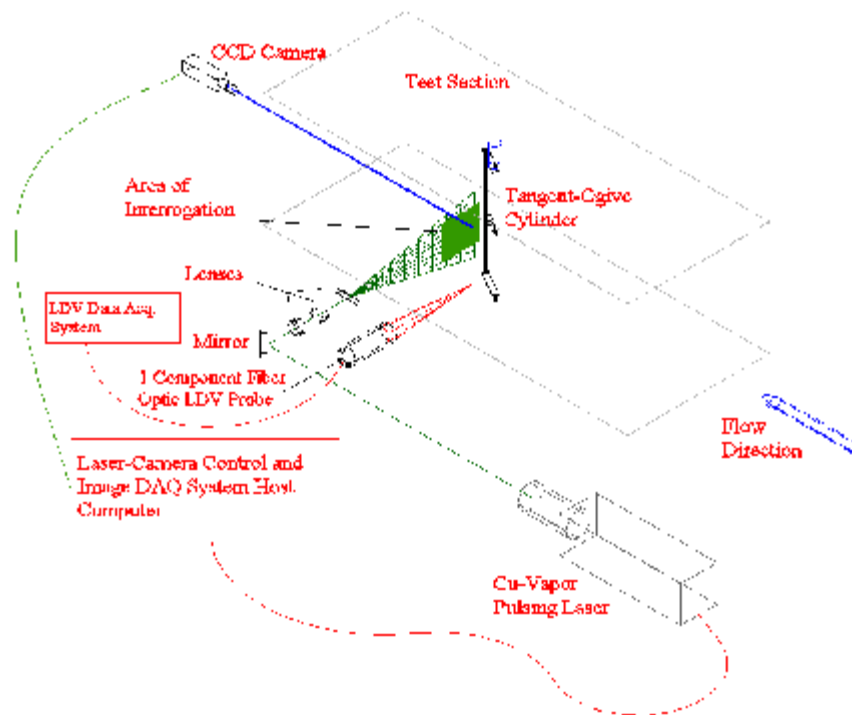 CCD Camera
Test Section
Area of
Interrogation
Tangent-Ogive
Cylinder
Lenses
LDV Data Acq.
System
Mirror
1 Component Fiber
Optic LDV Probe
Flow
Direction
Laser-Camera Control and
Image DAQ System Host
Computer
Cu-Vapor
Pulsing Laser